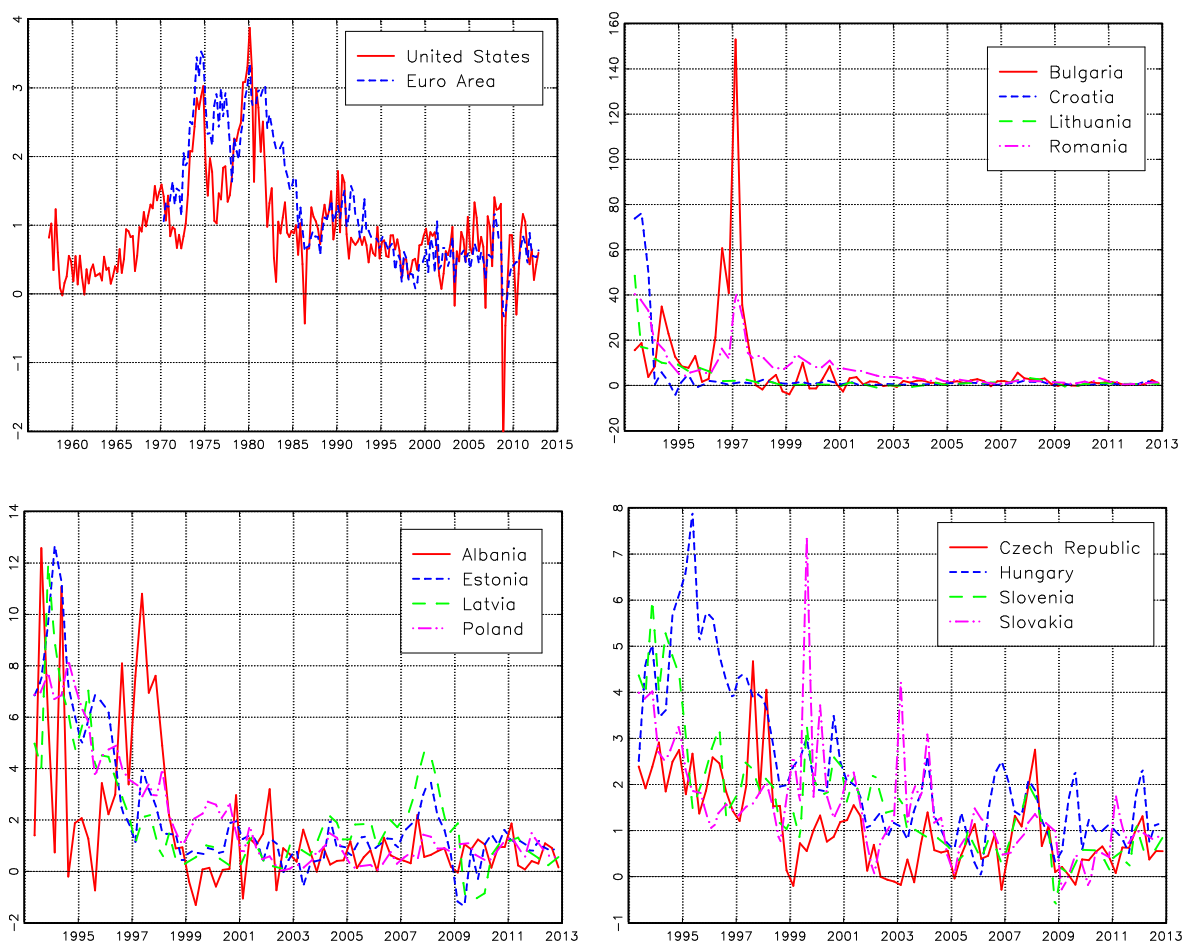 4
3
2
1
0
−1
−2
United States
Euro Area
1960 1965 1970 1975 1980 1985 1990 1995 2000 2005 2010 2015
160
140
120
100
80
60
40
20
0
−20
Bulgaria
Croatia
Lithuania
Romania
1995 1997 1999 2001 2003 2005 2007 2009 2011 2013
14
12
10
8
6
4
2
0
−2
Albania
Estonia
Latvia
Poland
1995 1997 1999 2001 2003 2005 2007 2009 2011 2013
8
7
6
5
4
3
2
1
0
−1
Czech Republic
Hungary
Slovenia
Slovakia
1995 1997 1999 2001 2003 2005 2007 2009 2011 2013